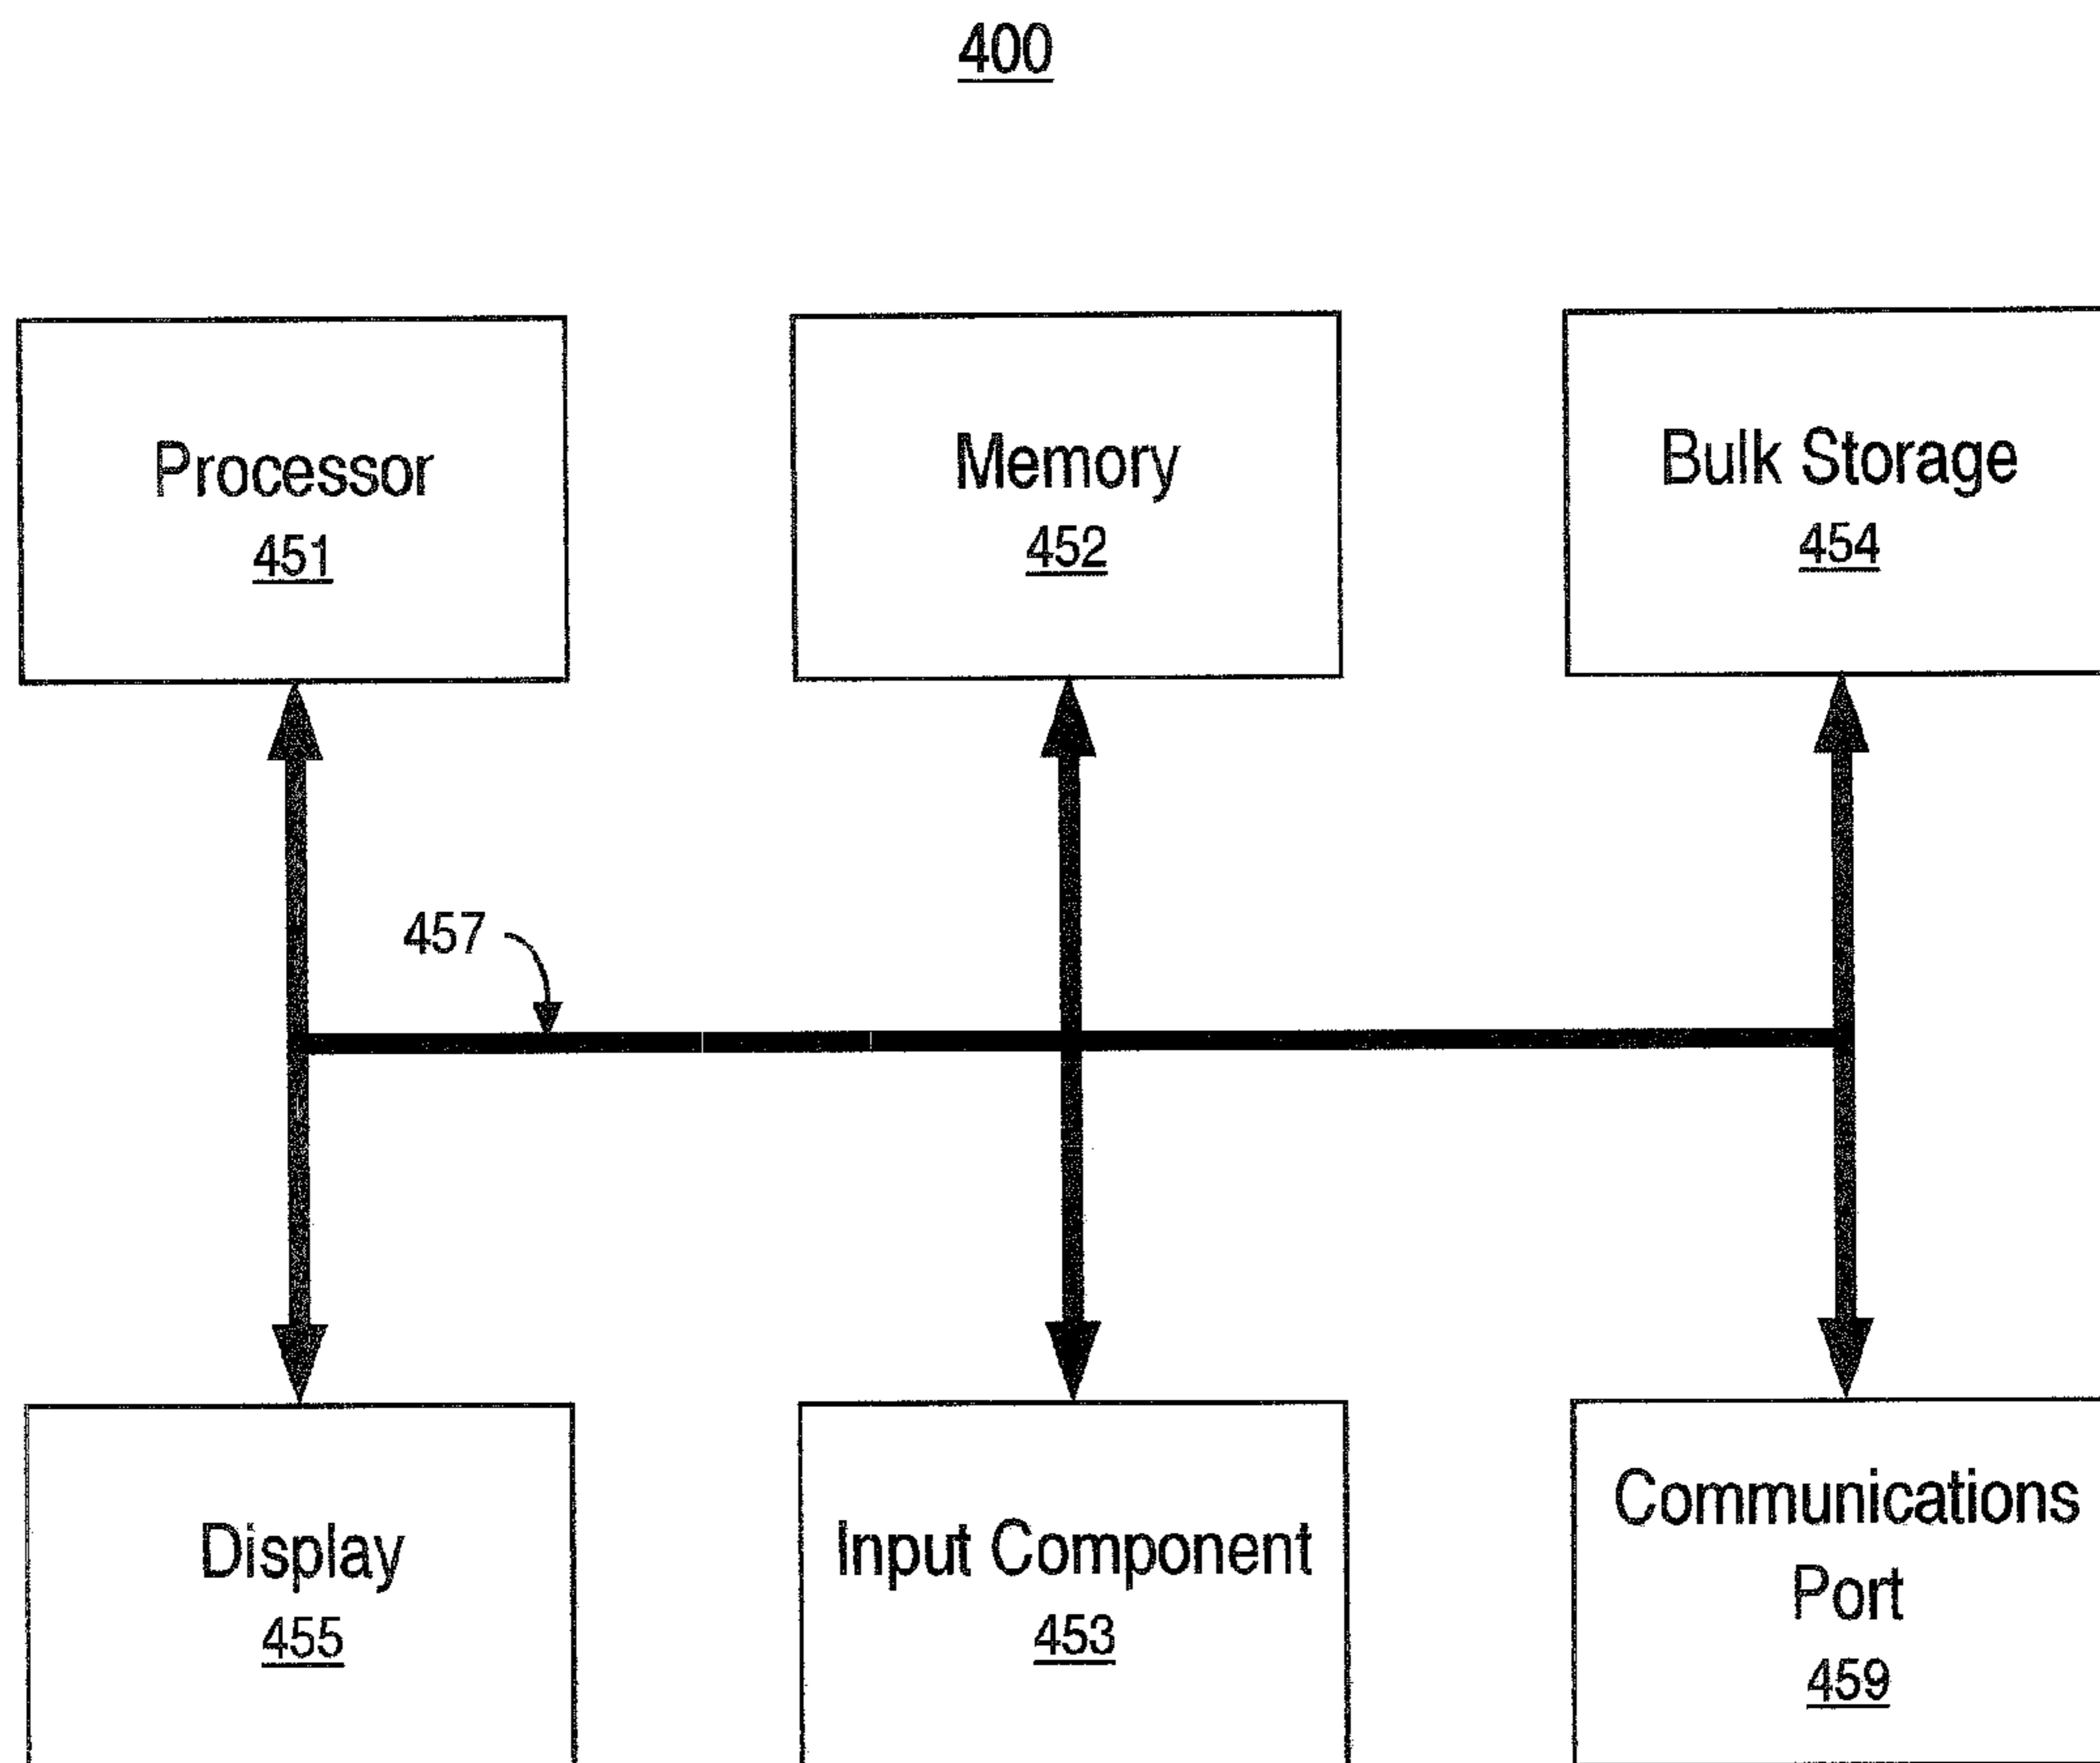 400
Processor
451
Memory
452
Bulk Storage
454
457
Display
455
Input Component
453
Communications
Port
459